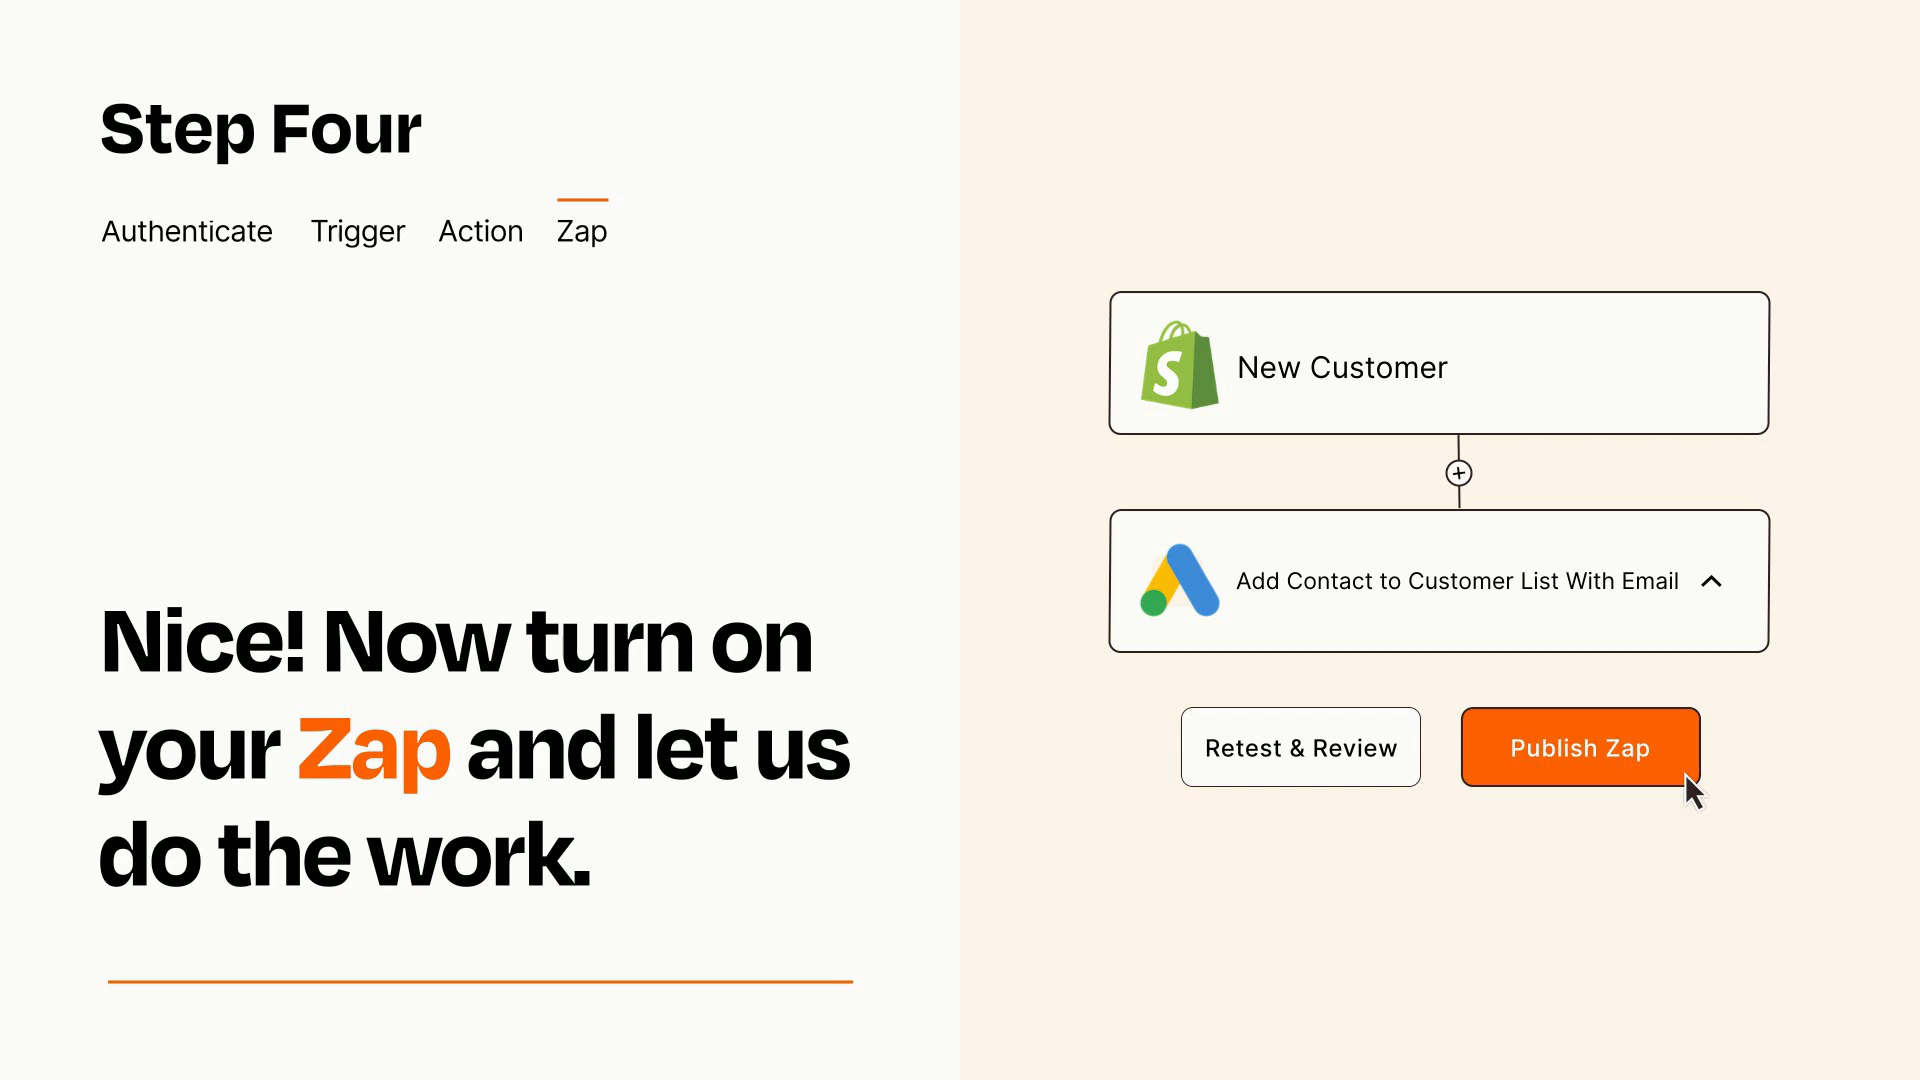 Step Four
Authenticate Trigger Action Zap
Nice! Now turn on
your Zap and let us
do the work.
New Customer
Add Contact to Customer List With Email
Retest & Review
Publish Zap